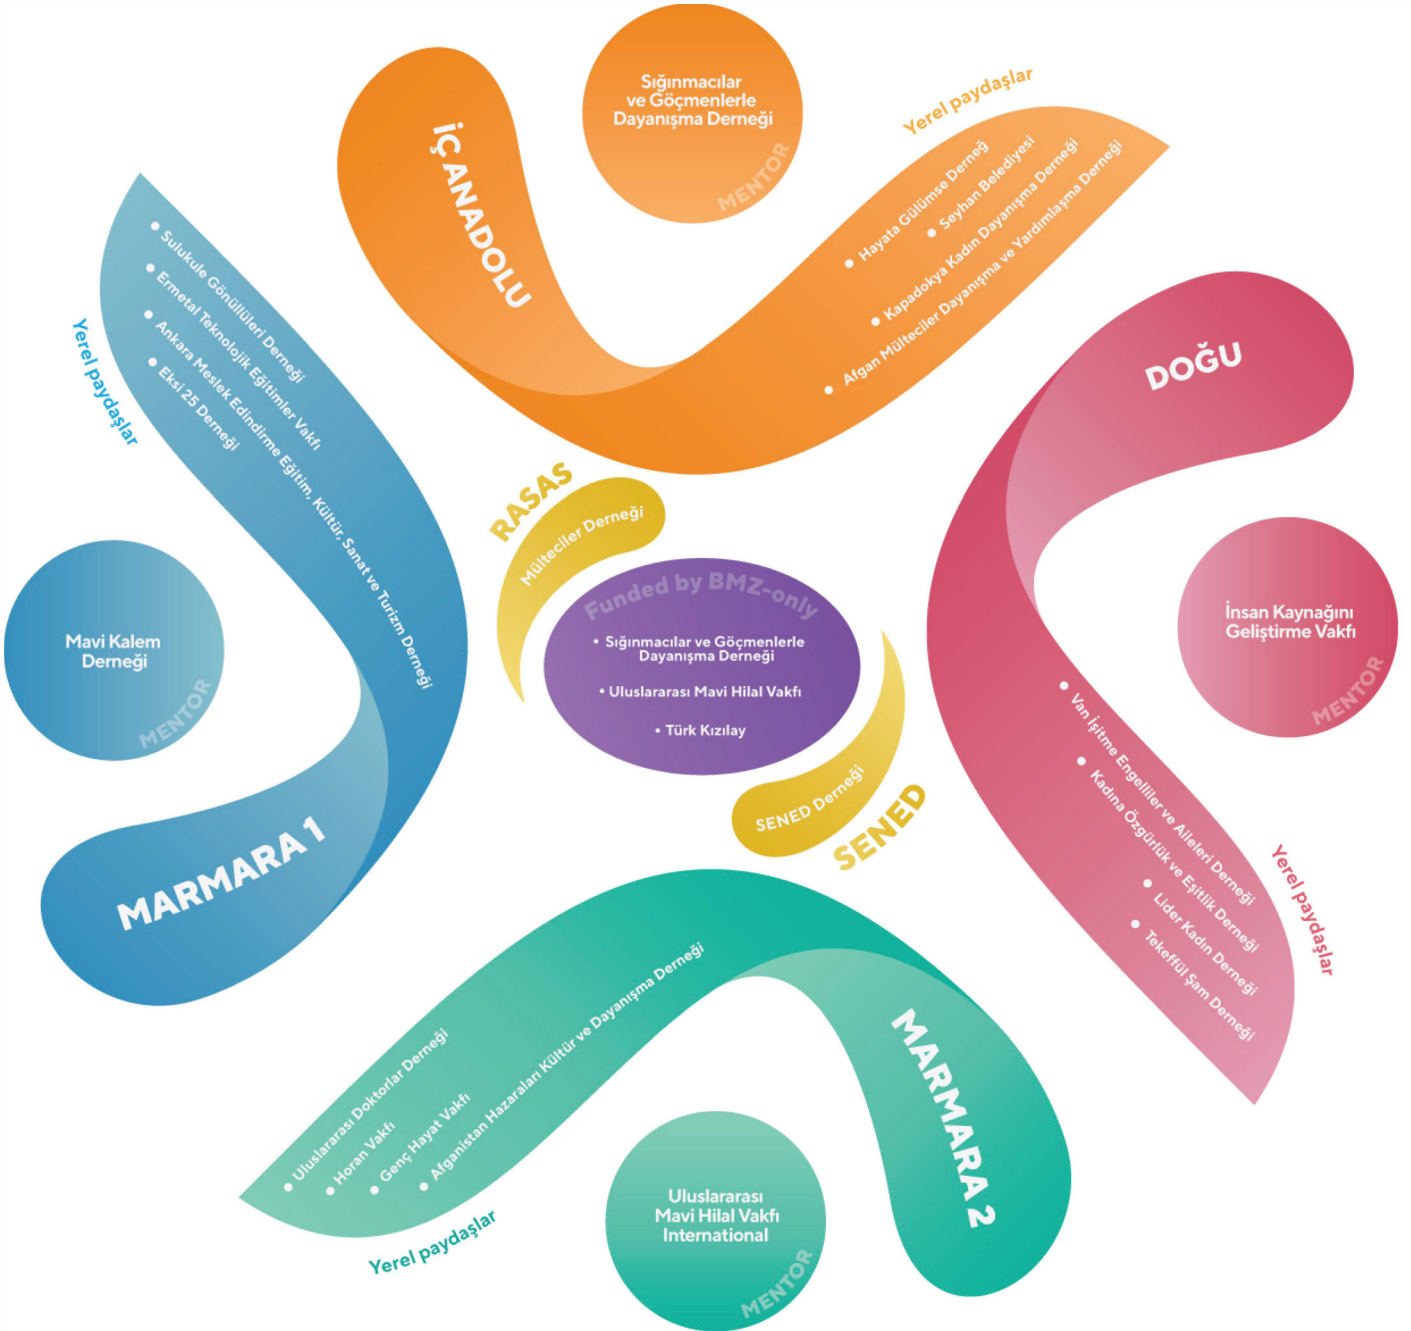 İÇ ANADOLU
Sığınmacılar
ve Göçmenlerle
Dayanışma Derneği
MENTOR
Yerel paydaşlar
• Hayata Gülümse Derneğ
• Seyhan Belediyesi
• Kapadokya Kadın Dayanışma Derneği
• Afgan Mülteciler Dayanışma ve Yardımlaşma Derneği
Yerel paydaşlar
• Sulukule Gönüllüleri Derneği
• Ermetal Teknolojik Eğitimler Vakfı
• Ankara Meslek Edindirme Eğitim, Kültür, Sanat ve Turizm Derneği
• Eksi 25 Derneği
Mavi Kalem
Derneği
MENTOR
MARMARA 1
RASAS
Mülteciler Derneği
Funded by BMZ-only
• Sığınmacılar ve Göçmenlerle
Dayanışma Derneği
• Uluslararası Mavi Hilal Vakfı
• Türk Kızılay
SENED Derneği
SENED
DOĞU
İnsan Kaynağını
Geliştirme Vakfı
MENTOR
• Van İşitme Engelliler ve Aileleri Derneği
• Kadına Özgürlük ve Eşitlik Derneği
• Lider Kadın Derneği
• Tekeffül Şam Derneği
Yerel paydaşlar
MARMARA 2
• Uluslararası Doktorlar Derneği
• Horan Vakfı
• Genç Hayat Vakfı
• Afganistan Hazaraları Kültür ve Dayanışma Derneği
Yerel paydaşlar
Uluslararası
Mavi Hilal Vakfı
International
MENTOR